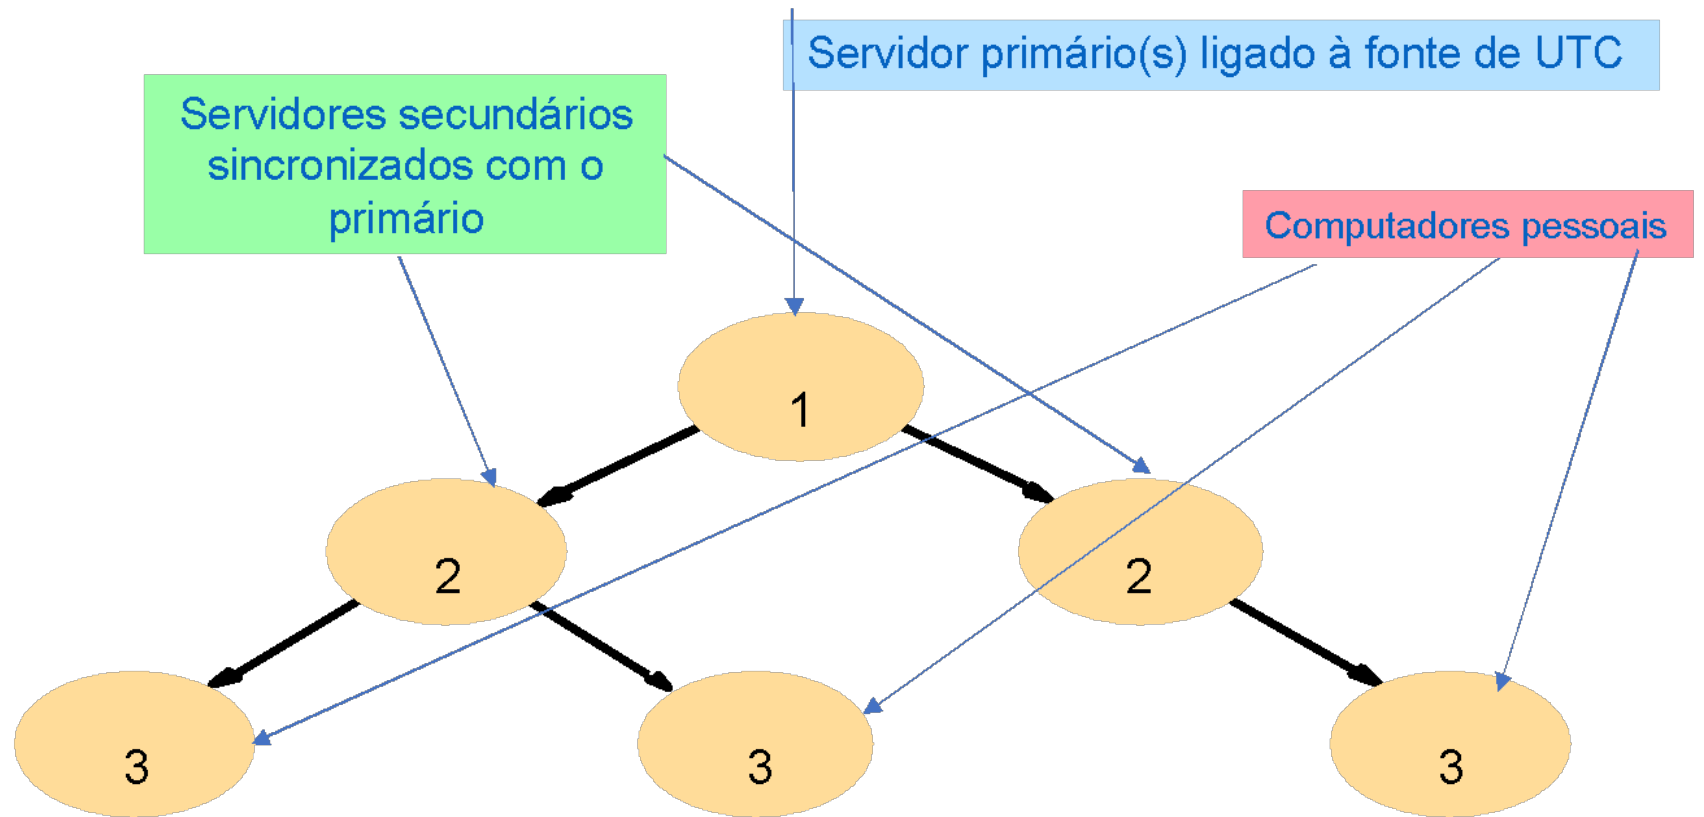 Servidor primário(s) ligado à fonte de UTC
Servidores secundários
sincronizados com o
primário
Computadores pessoais
1
2
2
3
3
3